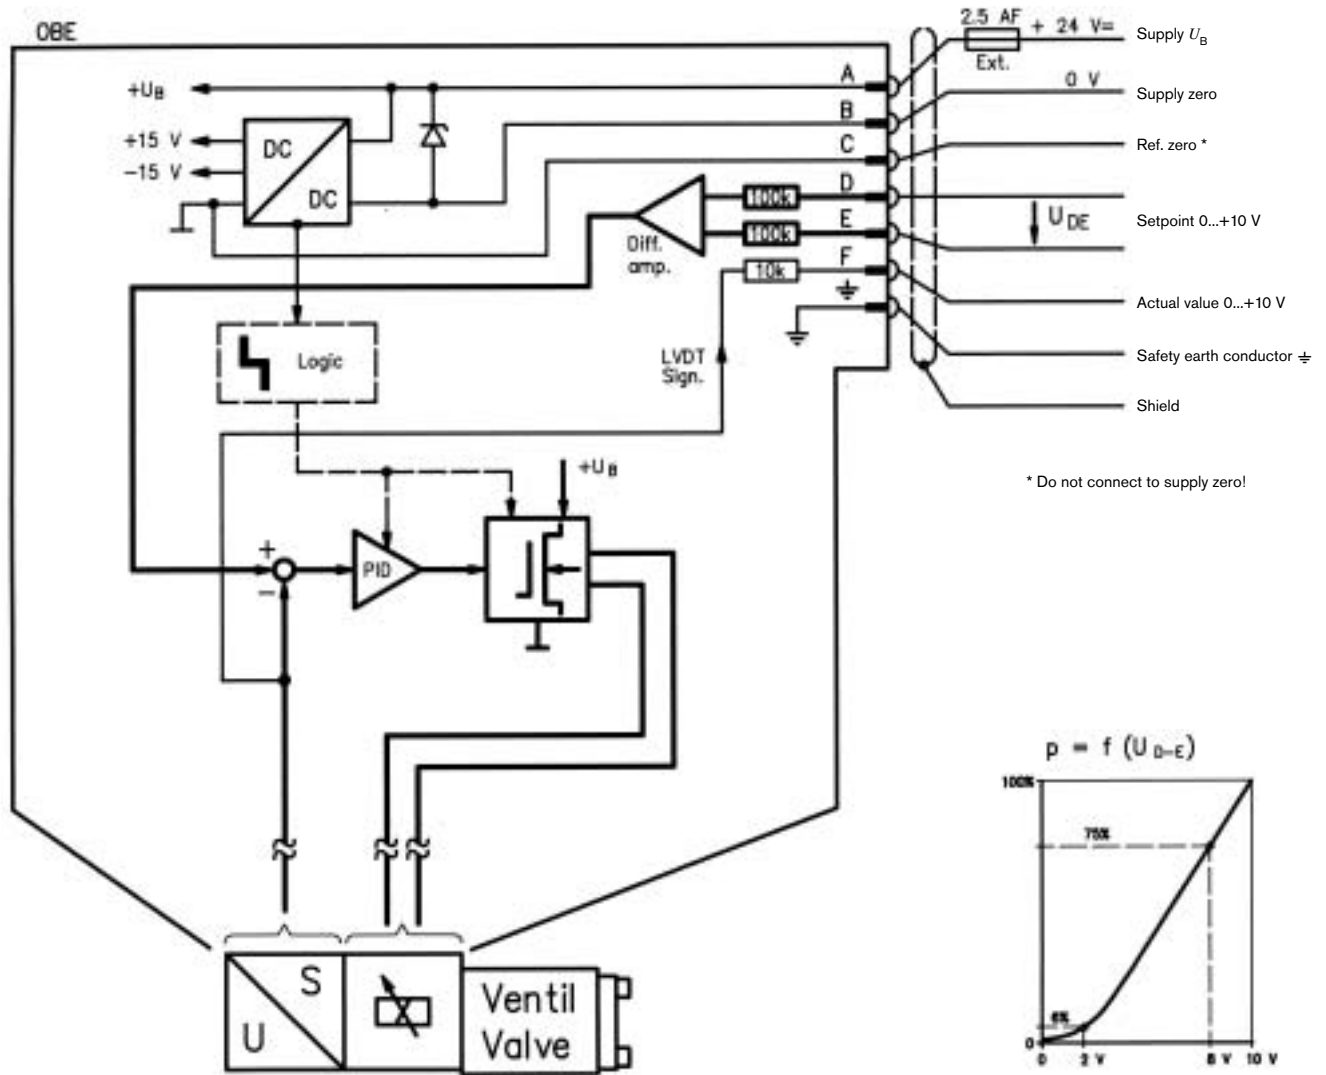 OBE
2.5 AF + 24 V=
Ext.
Supply U_B
0 V
Supply zero
Ref. zero *
U_DE
Setpoint 0...+10 V
Actual value 0...+10 V
Safety earth conductor
Shield
* Do not connect to supply zero!
A
B
C
D
E
F
+U_B
+15 V
−15 V
DC
DC
100k
100k
10k
Diff.
amp.
Logic
LVDT
Sign.
+U_B
+
−
PID
S
U
Ventil
Valve
p = f (U_D-E)
100%
75%
6%
0
0 2 V 8 V 10 V